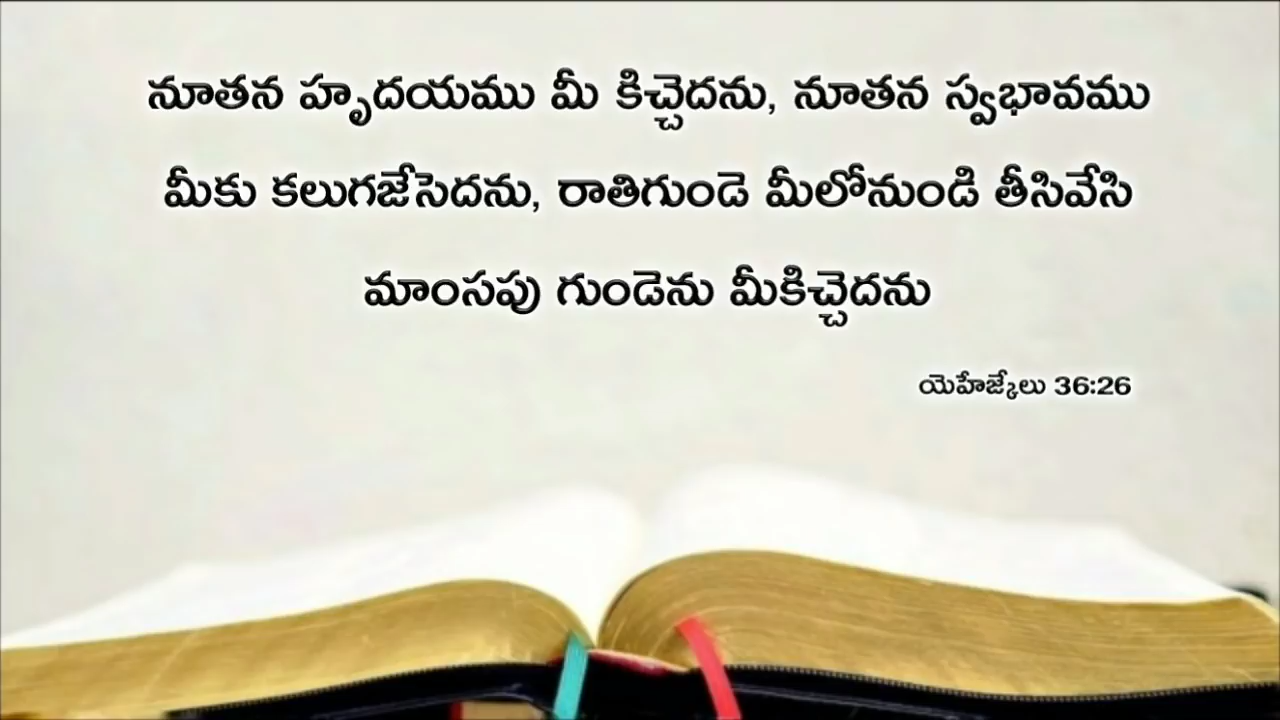 నూతన హృదయము మీ కిచ్చెదను, నూతన స్వభావము
మీకు కలుగజేసెదను, రాతిగుండె మీలోనుండి తీసివేసి
మాంసపు గుండెను మీకిచ్చెదను
యెహేజ్కేలు 36:26